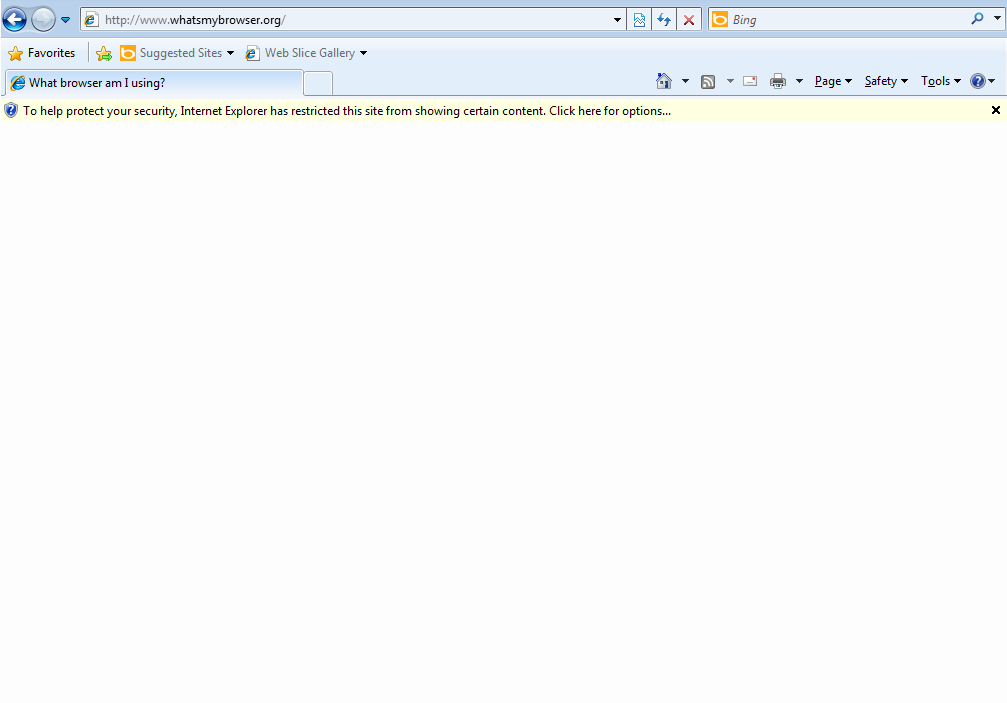 http://www.whatsmybrowser.org/ Bing
Favorites Suggested Sites Web Slice Gallery
What browser am I using? Page Safety Tools
To help protect your security, Internet Explorer has restricted this site from showing certain content. Click here for options...